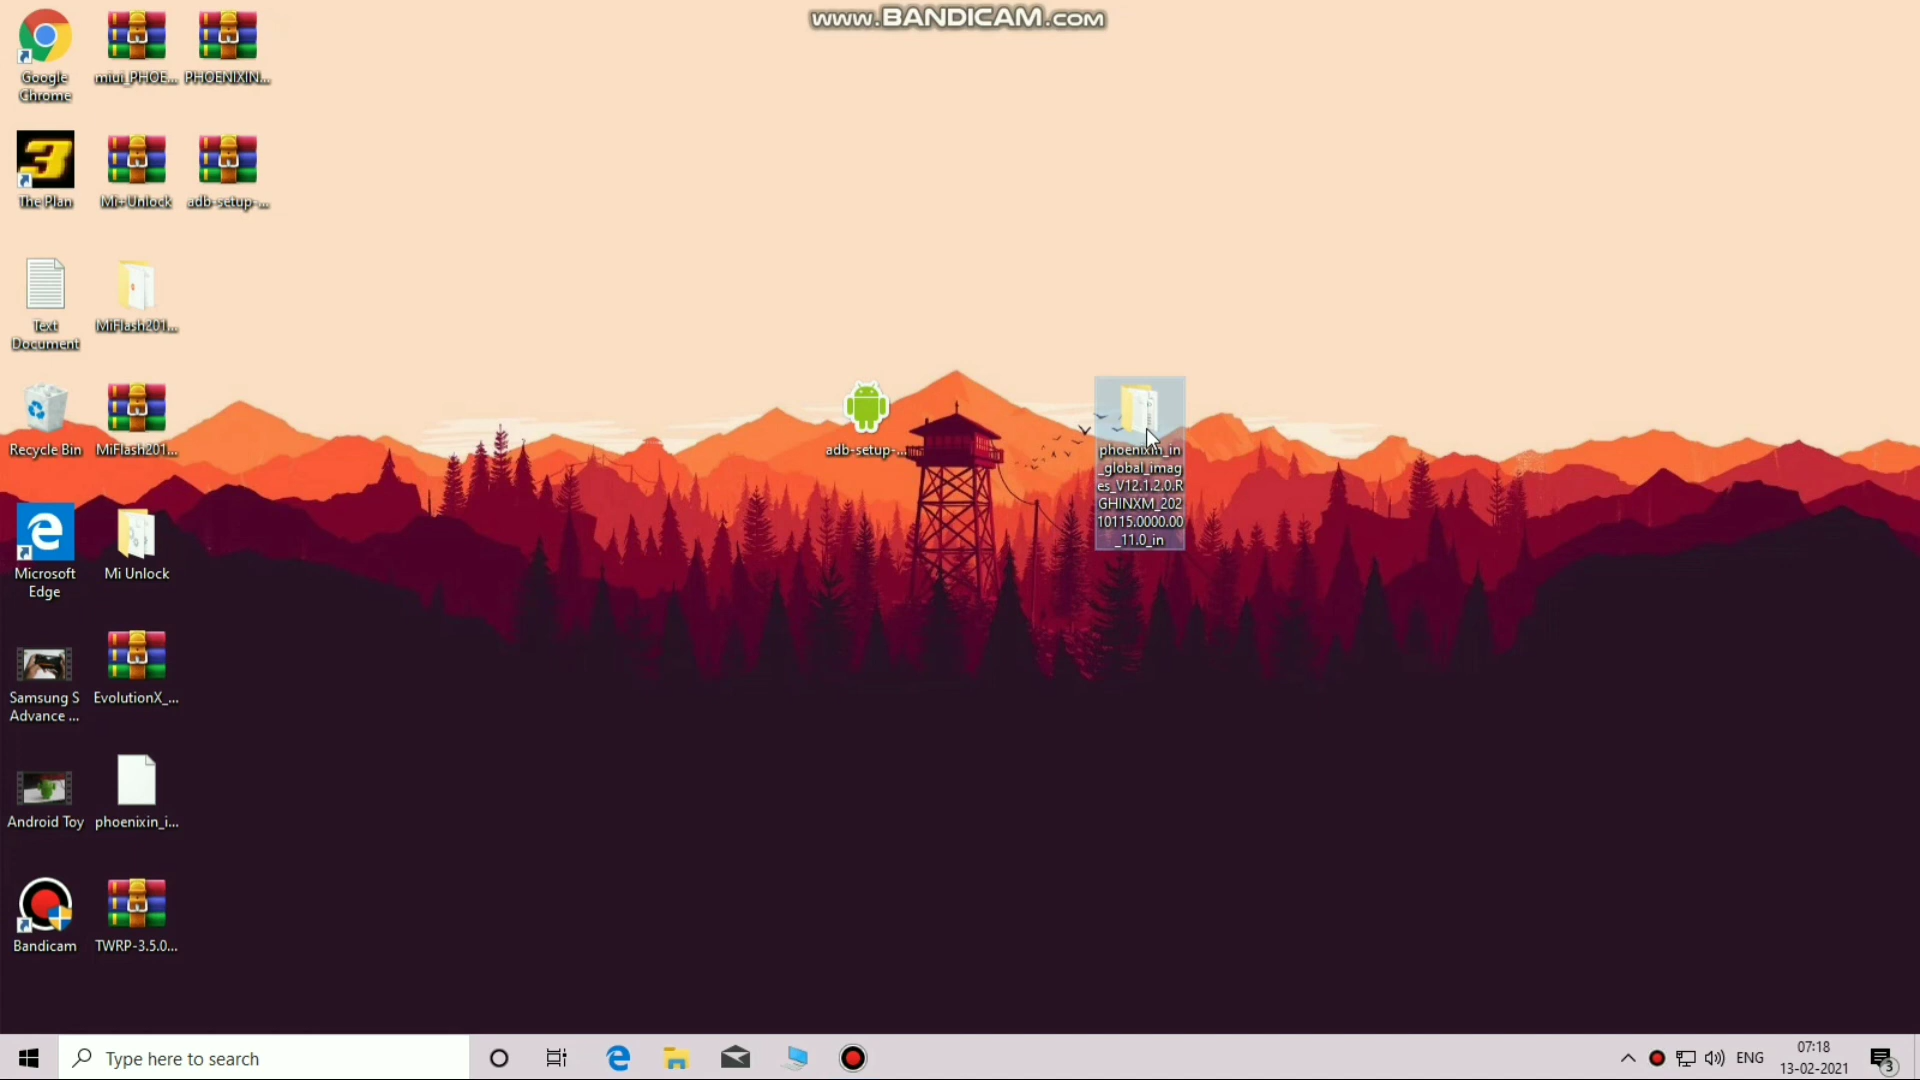 www.BANDICAM.com
Google
Chrome
miui_PHOE...
PHOENIXIN...
3
The Plan
Mi+Unlock
adb-setup-...
Text
Document
MiFlash201...
Recycle Bin
MiFlash201...
adb-setup-...
phoenixin_in
_global_imag
es_V12.1.2.0.R
GHINXM_202
10115.0000.00
_11.0_in
Microsoft
Edge
Mi Unlock
Samsung S
Advance ...
EvolutionX_...
Android Toy
phoenixin_i...
Bandicam
TWRP-3.5.0...
Type here to search
ENG
07:18
13-02-2021
3